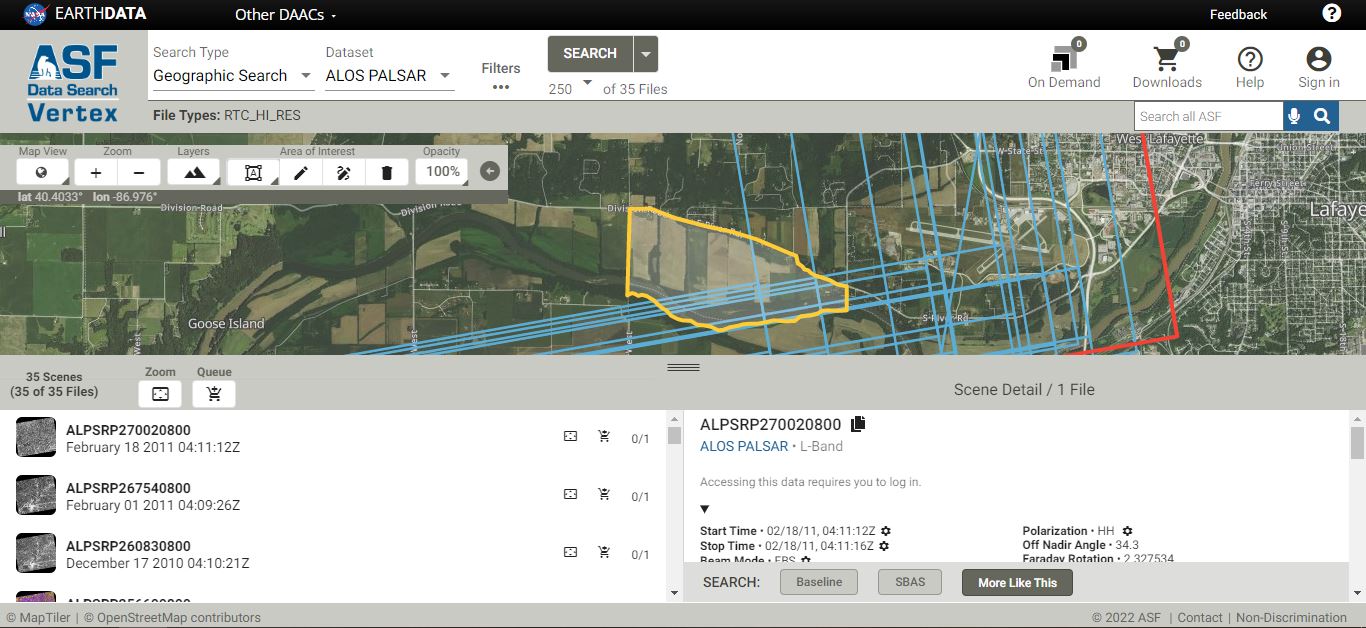 NASA EARTHDATA Other DAACs Feedback ?
ASF
Data Search
Vertex
Search Type
Geographic Search
Dataset
ALOS PALSAR
Filters
SEARCH
250 of 35 Files
0
On Demand
0
Downloads
Help
Sign in
File Types: RTC_HI_RES
Search all ASF
Map View Zoom Layers Area of Interest Opacity
+ − A 100%
lat 40.4033° lon -86.976°
Division Road
Division Road
Goose Island
West
West
West Lafayette
W State St
Union Street
Ferry Street
Lafaye
S River Rd
35 Scenes
(35 of 35 Files)
Zoom
Queue
Scene Detail / 1 File
ALPSRP270020800
February 18 2011 04:11:12Z
0/1
ALPSRP267540800
February 01 2011 04:09:26Z
0/1
ALPSRP260830800
December 17 2010 04:10:21Z
0/1
ALPSRP270020800
ALOS PALSAR • L-Band
Accessing this data requires you to log in.
Start Time • 02/18/11, 04:11:12Z
Stop Time • 02/18/11, 04:11:16Z
Beam Mode • FBS
Polarization • HH
Off Nadir Angle • 34.3
Faraday Rotation • 2.327534
SEARCH: Baseline SBAS More Like This
© MapTiler | © OpenStreetMap contributors
© 2022 ASF | Contact | Non-Discrimination